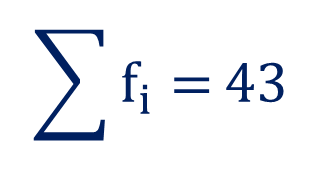 ∑ fᵢ = 43